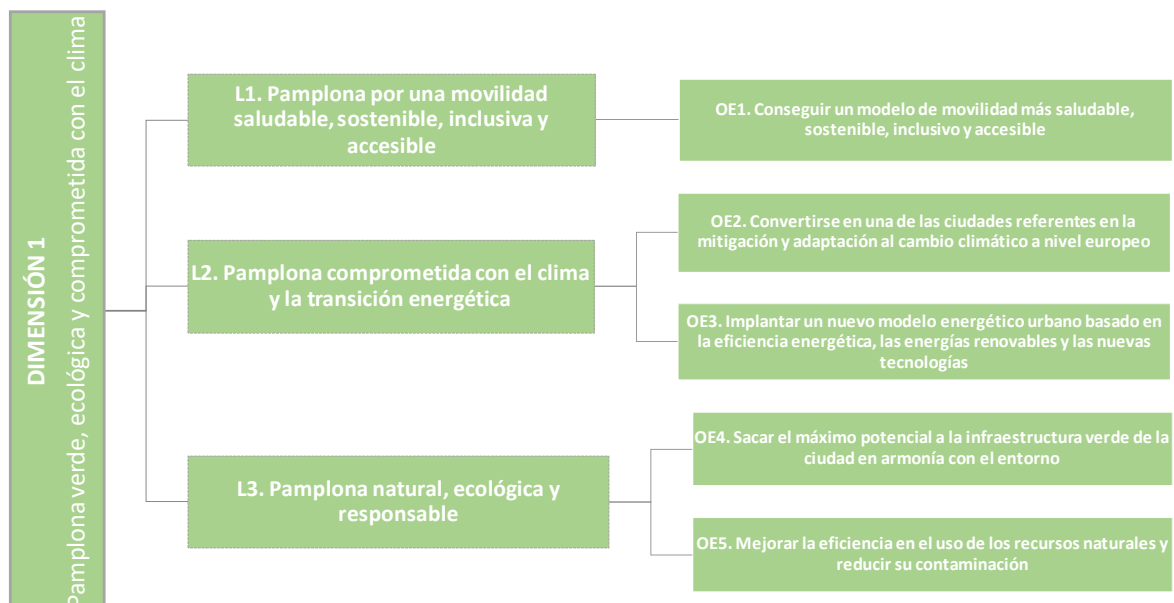 DIMENSIÓN 1
Pamplona verde, ecológica y comprometida con el clima
L1. Pamplona por una movilidad
saludable, sostenible, inclusiva y
accesible
OE1. Conseguir un modelo de movilidad más saludable,
sostenible, inclusivo y accesible
L2. Pamplona comprometida con el clima
y la transición energética
OE2. Convertirse en una de las ciudades referentes en la
mitigación y adaptación al cambio climático a nivel europeo
OE3. Implantar un nuevo modelo energético urbano basado en
la eficiencia energética, las energías renovables y las nuevas
tecnologías
L3. Pamplona natural, ecológica y
responsable
OE4. Sacar el máximo potencial a la infraestructura verde de la
ciudad en armonía con el entorno
OE5. Mejorar la eficiencia en el uso de los recursos naturales y
reducir su contaminación